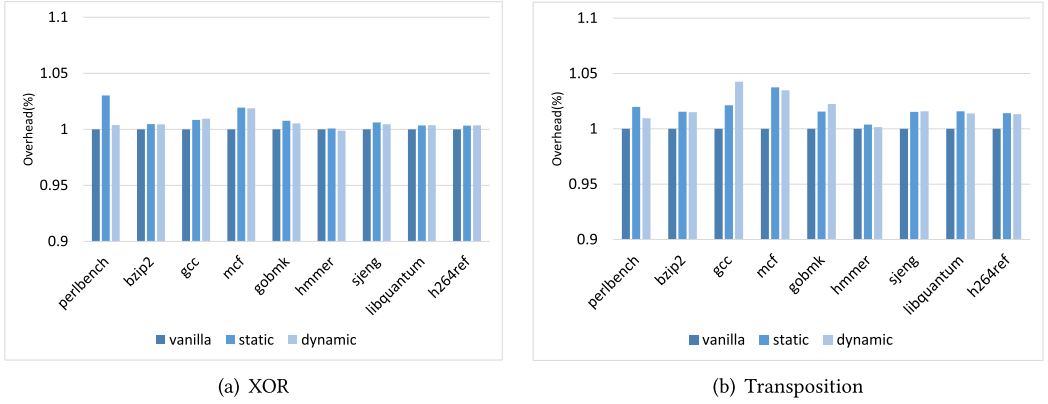 1.1
1.05
1
0.95
0.9
Overhead(%)
perlbench
bzip2
gcc
mcf
gobmk
hmmer
sjeng
libquantum
h264ref
vanilla static dynamic
(a) XOR
1.1
1.05
1
0.95
0.9
Overhead(%)
perlbench
bzip2
gcc
mcf
gobmk
hmmer
sjeng
libquantum
h264ref
vanilla static dynamic
(b) Transposition